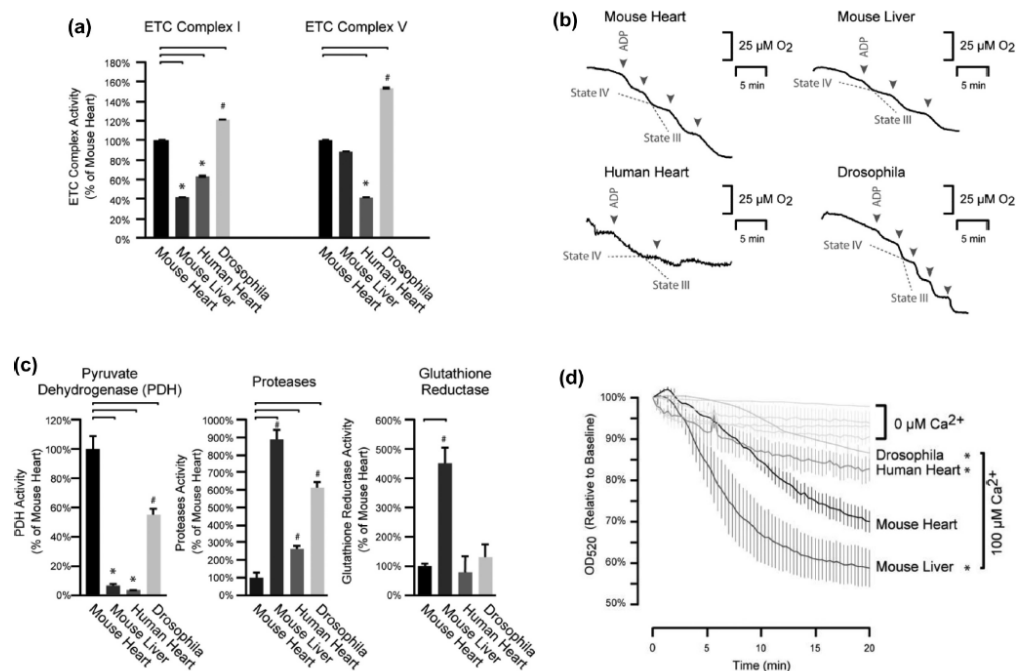 (a)
ETC Complex I
ETC Complex V
ETC Complex Activity
(% of Mouse Heart)
180%
160%
140%
120%
100%
80%
60%
40%
20%
0%
*
*
#
*
#
Mouse Heart
Mouse Liver
Human Heart
Drosophila
Mouse Heart
Mouse Liver
Human Heart
Drosophila
(b)
Mouse Heart
ADP
25 µM O2
5 min
State IV
State III
Mouse Liver
ADP
25 µM O2
5 min
State IV
State III
Human Heart
ADP
25 µM O2
5 min
State IV
State III
Drosophila
ADP
25 µM O2
5 min
State IV
State III
(c)
Pyruvate
Dehydrogenase (PDH)
PDH Activity
(% of Mouse Heart)
120%
100%
80%
60%
40%
20%
0%
*
*
#
Mouse Heart
Mouse Liver
Human Heart
Drosophila
Proteases
Proteases Activity
(% of Mouse Heart)
1000%
900%
800%
700%
600%
500%
400%
300%
200%
100%
0%
#
#
#
Mouse Heart
Mouse Liver
Human Heart
Drosophila
Glutathione
Reductase
Glutathione Reductase Activity
(% of Mouse Heart)
600%
500%
400%
300%
200%
100%
0%
#
Mouse Heart
Mouse Liver
Human Heart
Drosophila
(d)
OD520 (Relative to Baseline)
100%
90%
80%
70%
60%
50%
0
5
10
15
20
Time (min)
0 µM Ca2+
Drosophila *
Human Heart *
Mouse Heart
Mouse Liver *
100 µM Ca2+